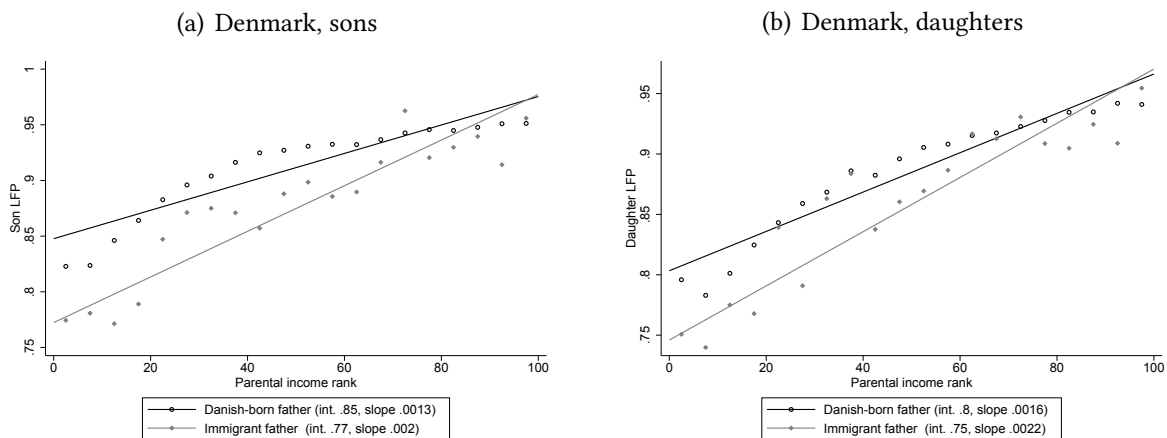 (a) Denmark, sons
Son LFP
1
.95
.9
.85
.8
.75
0 20 40 60 80 100
Parental income rank
Danish-born father (int. .85, slope .0013)
Immigrant father (int. .77, slope .002)
(b) Denmark, daughters
Daughter LFP
.95
.9
.85
.8
.75
0 20 40 60 80 100
Parental income rank
Danish-born father (int. .8, slope .0016)
Immigrant father (int. .75, slope .0022)